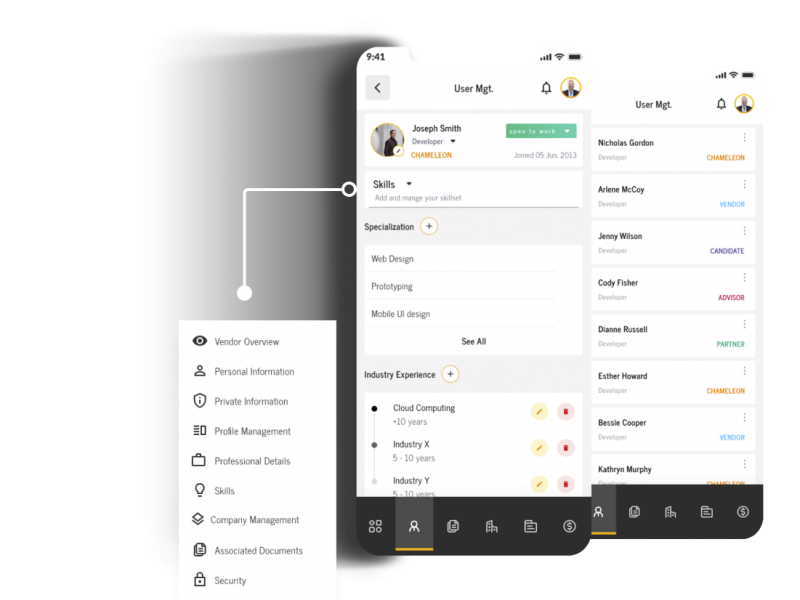 9:41
User Mgt.
Joseph Smith
open to work
Developer
CHAMELEON
Joined 05 Jun. 2013
Skills
Add and mange your skillset
Specialization
Web Design
Prototyping
Mobile UI design
See All
Industry Experience
Cloud Computing
+10 years
Industry X
5 - 10 years
Industry Y
5 - 10 years
User Mgt.
Nicholas Gordon
Developer
CHAMELEON
Arlene McCoy
Developer
VENDOR
Jenny Wilson
Developer
CANDIDATE
Cody Fisher
Developer
ADVISOR
Dianne Russell
Developer
PARTNER
Esther Howard
Developer
CHAMELEON
Bessie Cooper
Developer
VENDOR
Kathryn Murphy
Developer
CHAMELEON
Vendor Overview
Personal Information
Private Information
Profile Management
Professional Details
Skills
Company Management
Associated Documents
Security